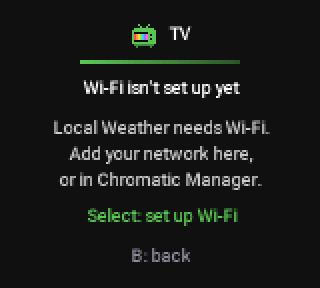 TV
Wi-Fi isn't set up yet
Local Weather needs Wi-Fi.
Add your network here,
or in Chromatic Manager.
Select: set up Wi-Fi
B: back